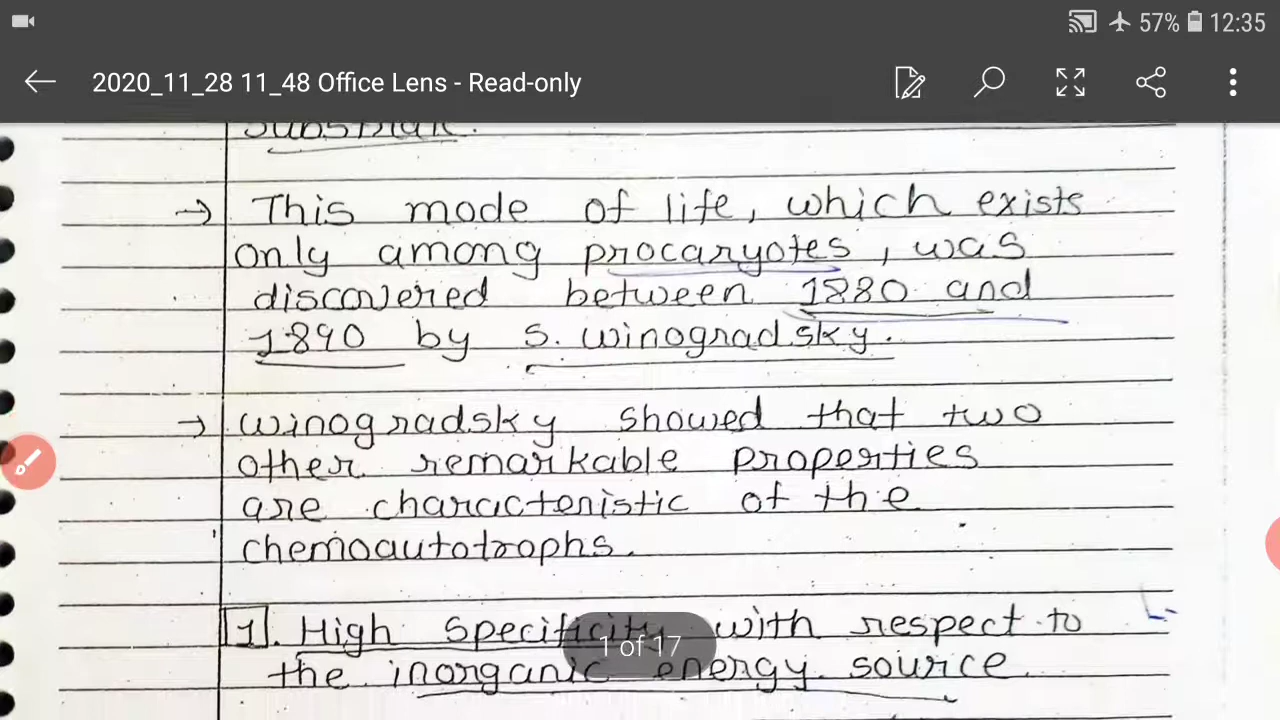 57% 12:35
2020_11_28 11_48 Office Lens - Read-only
substrate.
→ This mode of life, which exists
only among procaryotes, was
discovered between 1880 and
1890 by S. winogradsky.
→ winogradsky showed that two
other remarkable properties
are characteristic of the
chemoautotrophs.
1. High specificity with respect to
1 of 17
the inorganic energy source.